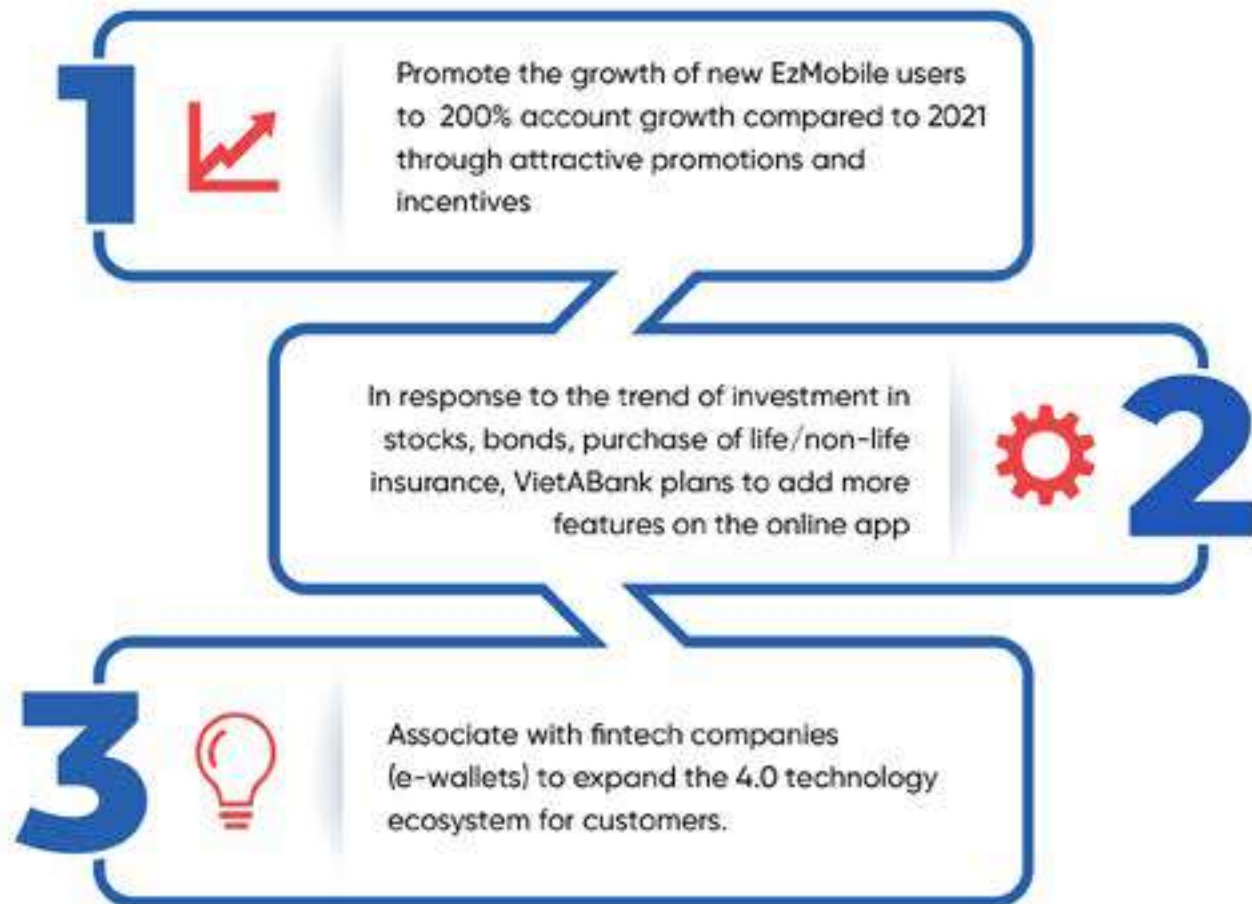 1
Promote the growth of new EzMobile users
to 200% account growth compared to 2021
through attractive promotions and
incentives
In response to the trend of investment in
stocks, bonds, purchase of life/non-life
insurance, VietABank plans to add more
features on the online app
2
3
Associate with fintech companies
(e-wallets) to expand the 4.0 technology
ecosystem for customers.